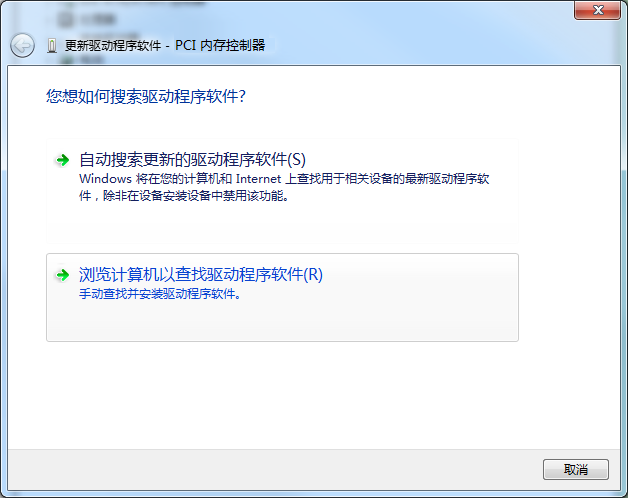 更新驱动程序软件 - PCI 内存控制器
您想如何搜索驱动程序软件?
自动搜索更新的驱动程序软件(S)
Windows 将在您的计算机和 Internet 上查找用于相关设备的最新驱动程序软
件，除非在设备安装设备中禁用该功能。
浏览计算机以查找驱动程序软件(R)
手动查找并安装驱动程序软件。
取消